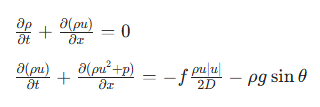 ∂ρ/∂t + ∂(ρu)/∂x = 0
∂(ρu)/∂t + ∂(ρu²+p)/∂x = −f ρu|u|/2D − ρg sin θ